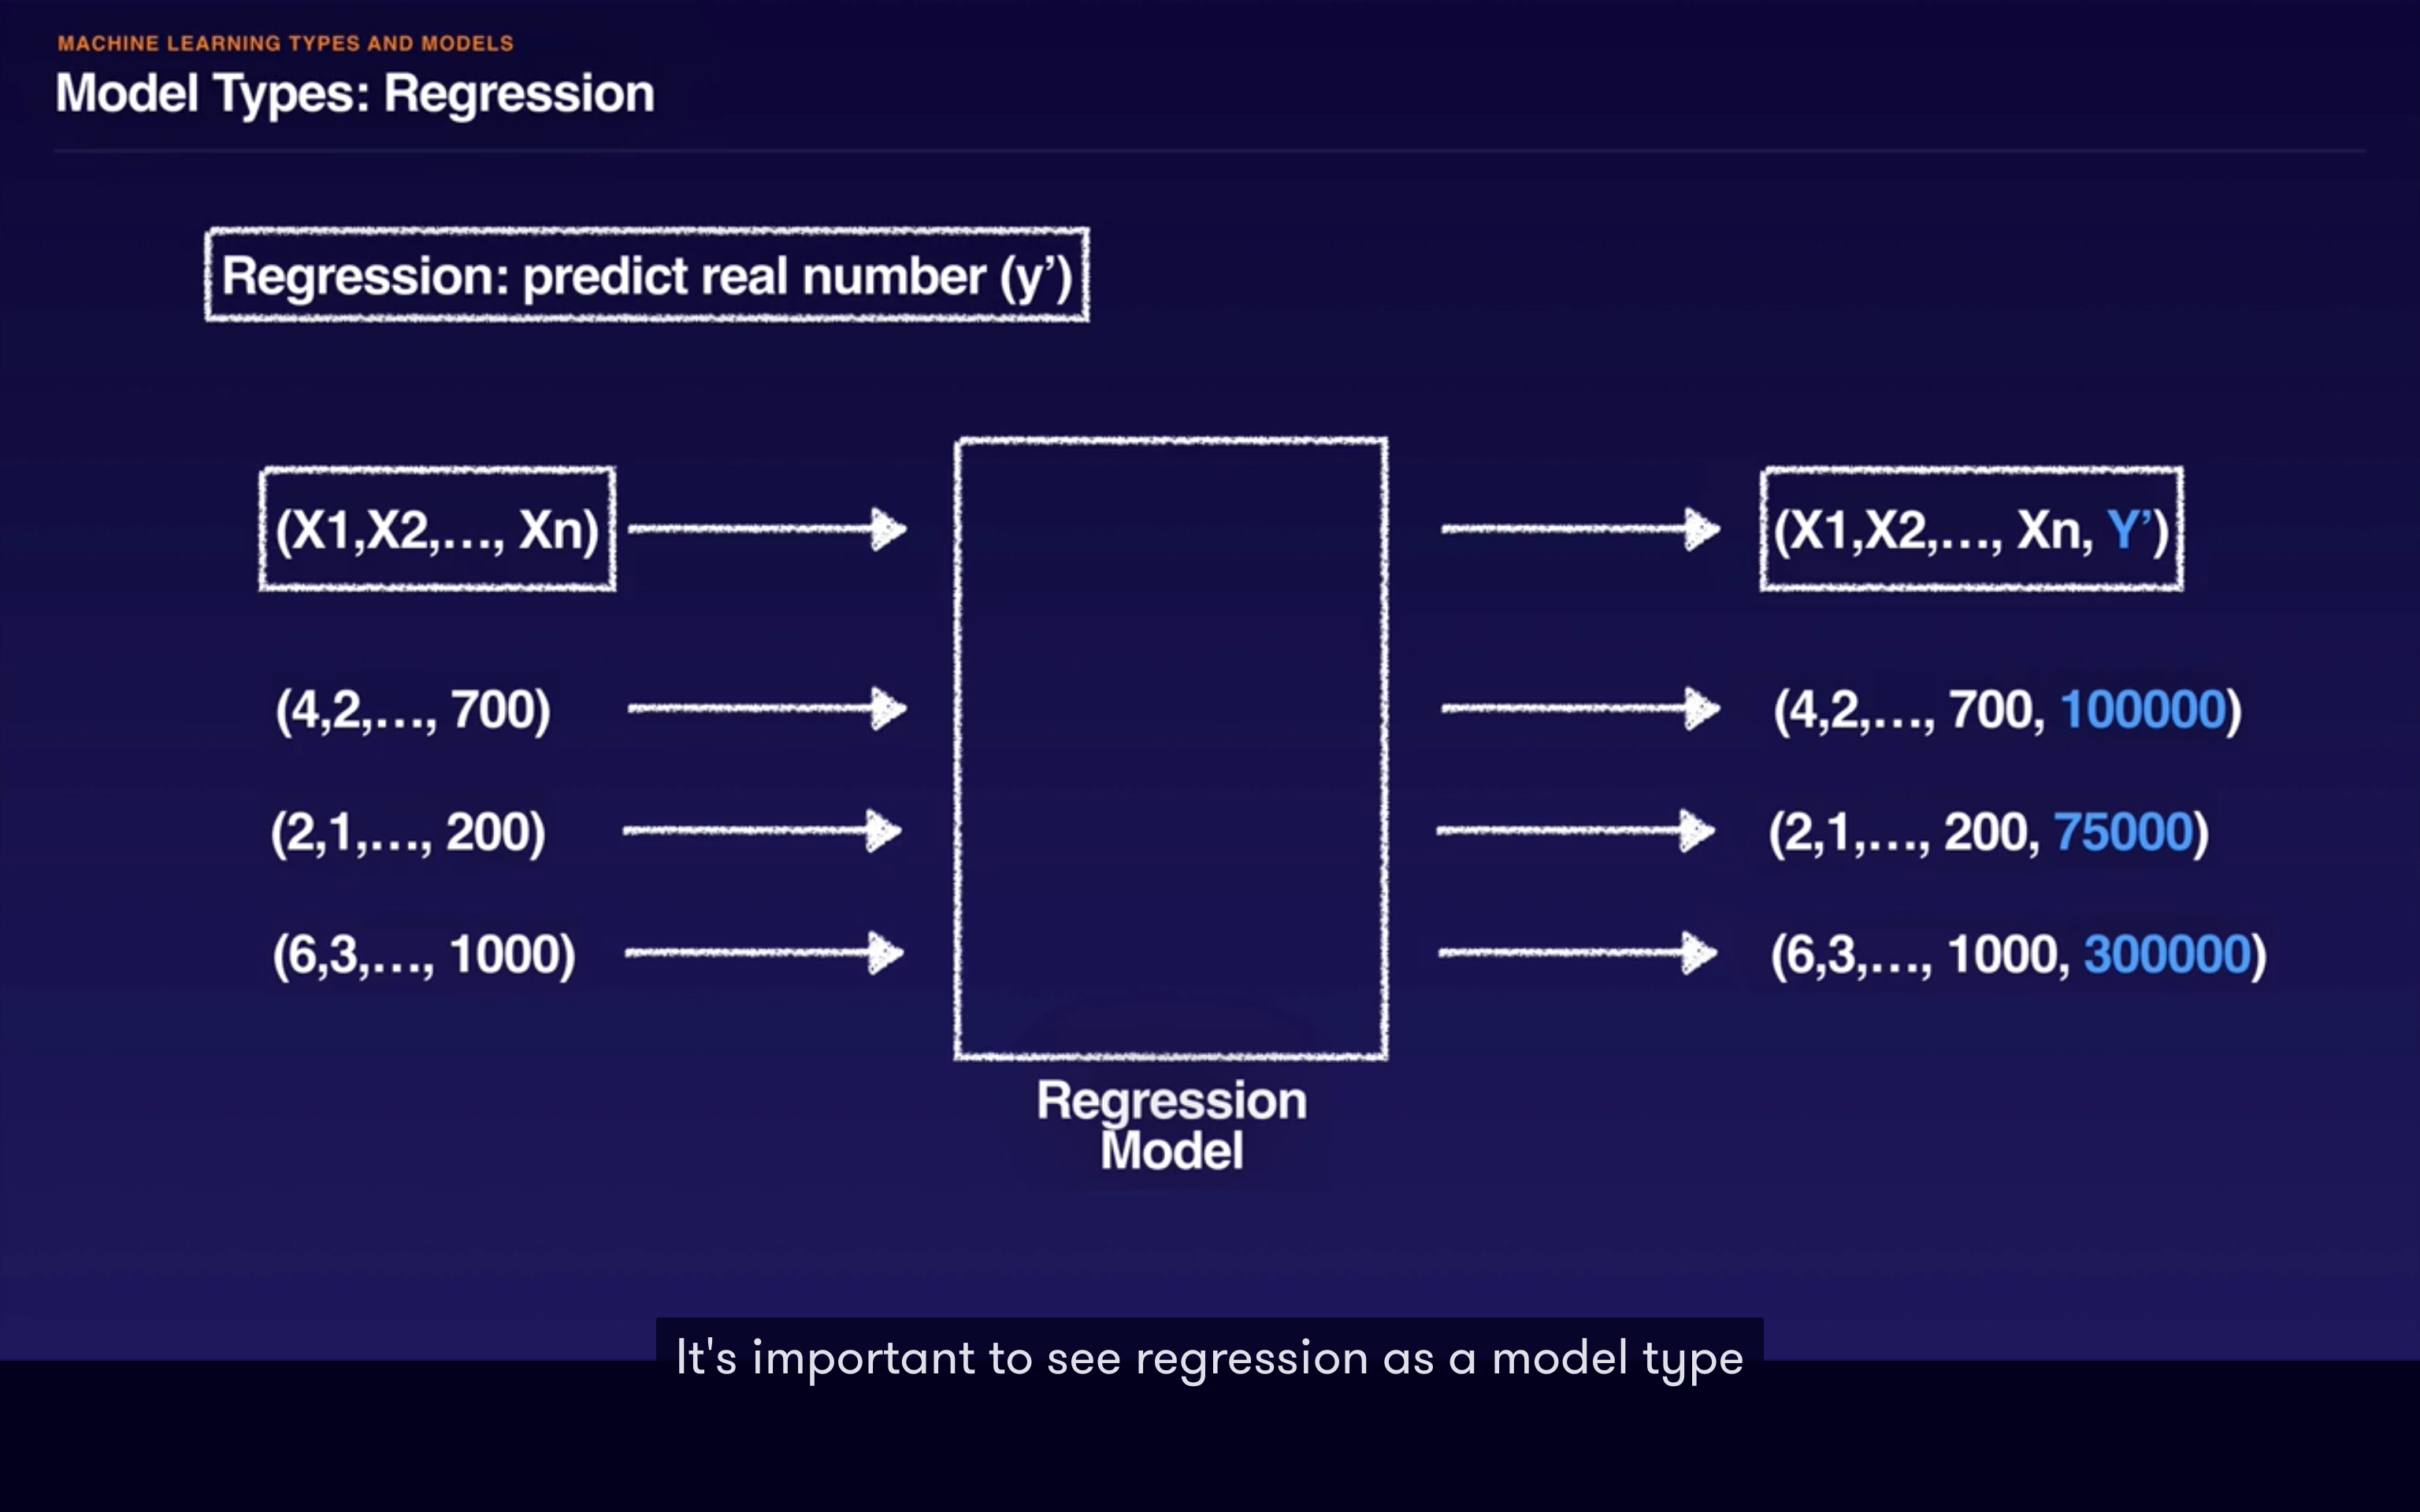 MACHINE LEARNING TYPES AND MODELS
Model Types: Regression
Regression: predict real number (y’)
(X1,X2,..., Xn)
(X1,X2,..., Xn, Y’)
(4,2,..., 700)
(4,2,..., 700, 100000)
(2,1,..., 200)
(2,1,..., 200, 75000)
(6,3,..., 1000)
(6,3,..., 1000, 300000)
Regression
Model
It's important to see regression as a model type